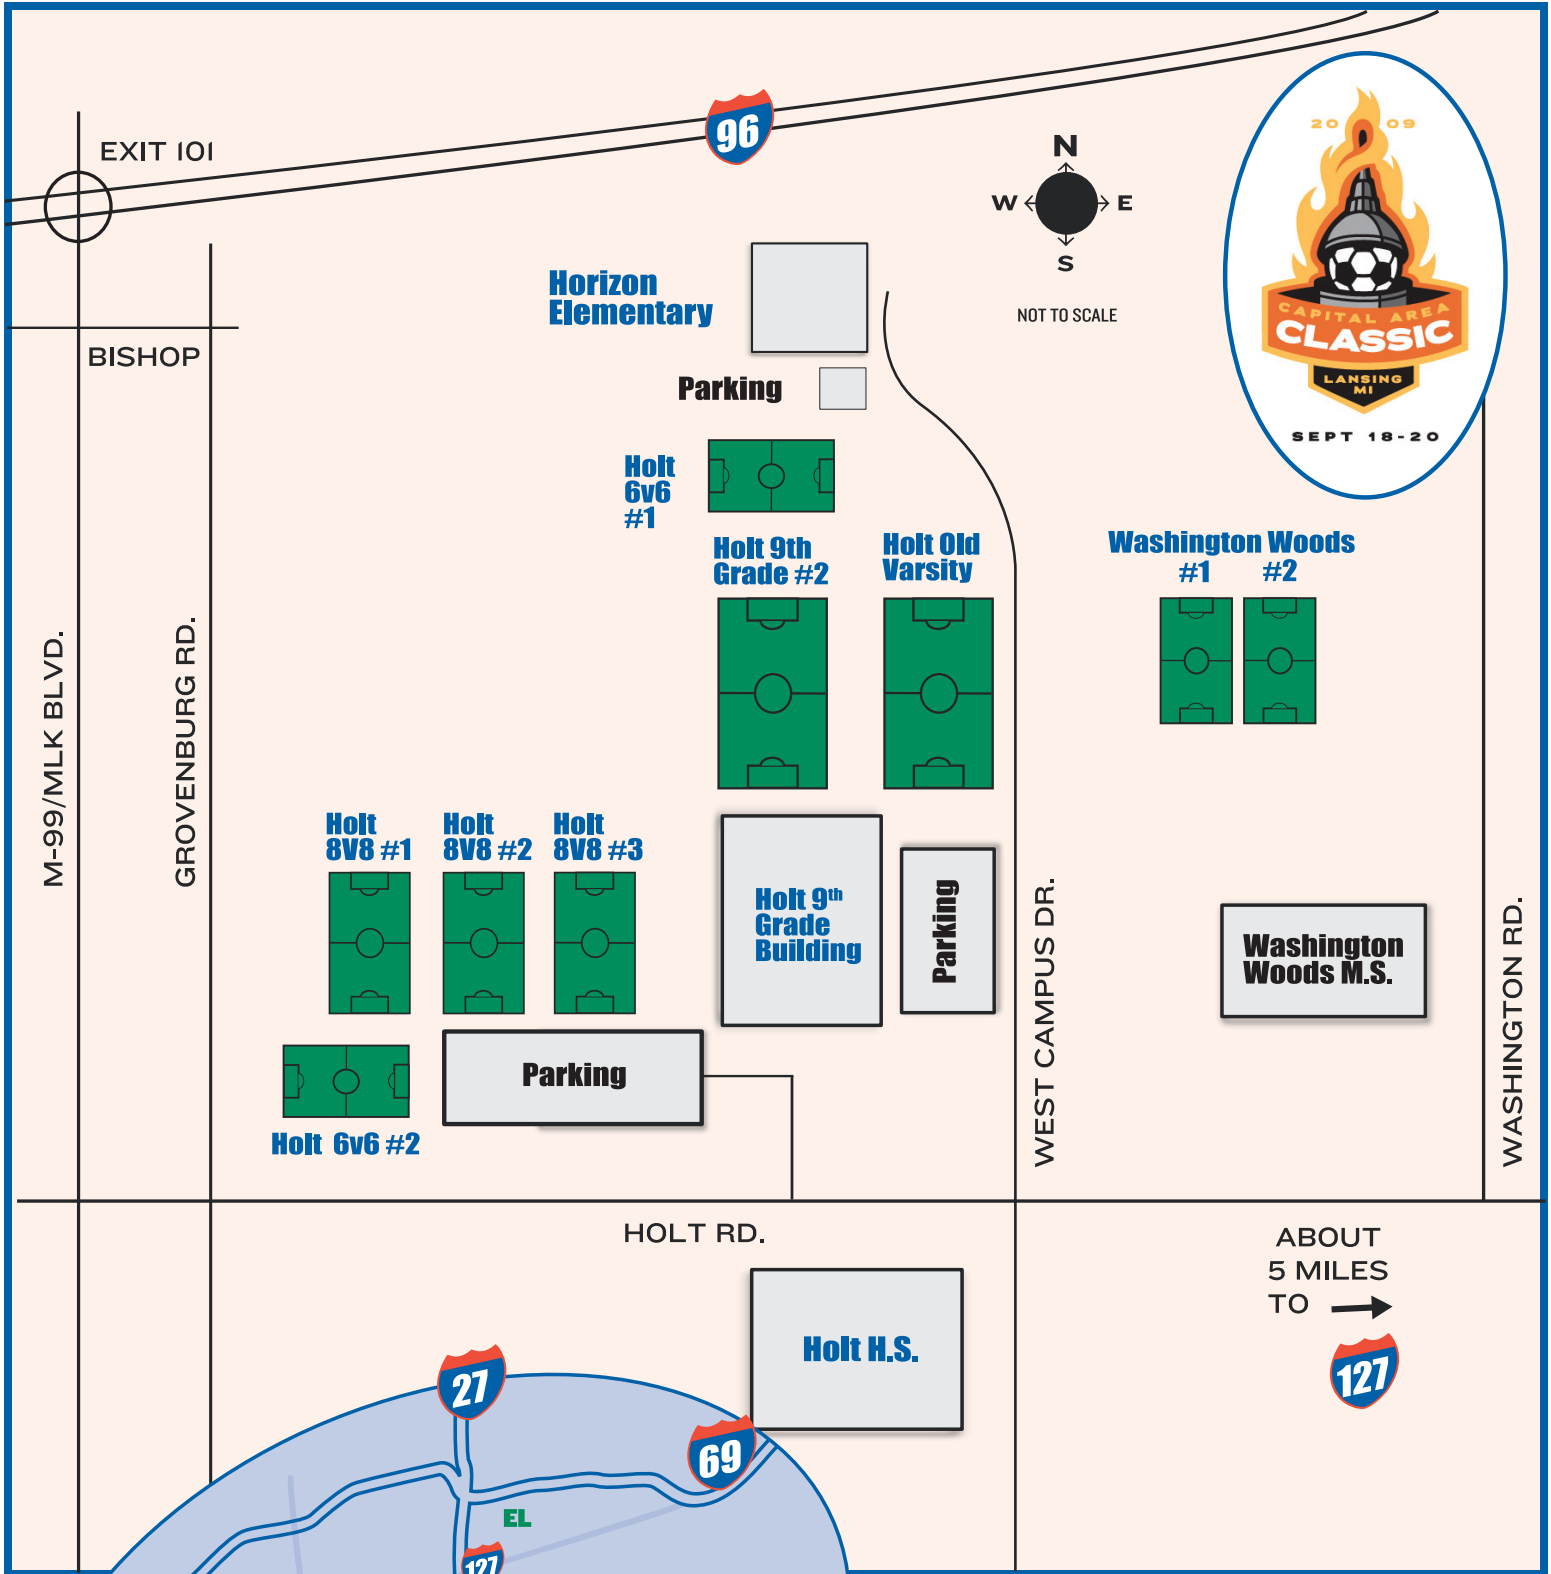 96
EXIT 101
N
W E
S
NOT TO SCALE
20 09
CAPITAL AREA
CLASSIC
LANSING
MI
SEPT 18-20
BISHOP
Horizon
Elementary
Parking
Holt
6v6
#1
Holt 9th
Grade #2
Holt Old
Varsity
Washington Woods
#1 #2
M-99/MLK BLVD.
GROVENBURG RD.
Holt
8V8 #1
Holt
8V8 #2
Holt
8V8 #3
Holt 9th
Grade
Building
Parking
WEST CAMPUS DR.
Washington
Woods M.S.
WASHINGTON RD.
Parking
Holt 6v6 #2
HOLT RD.
ABOUT
5 MILES
TO
127
Holt H.S.
27
69
EL
127